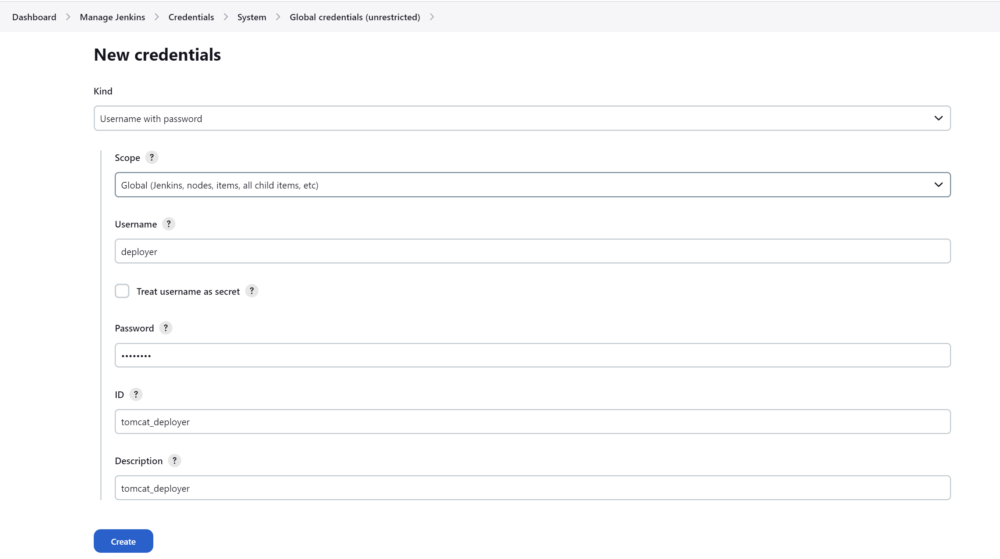 Dashboard > Manage Jenkins > Credentials > System > Global credentials (unrestricted) >
New credentials
Kind
Username with password
Scope ?
Global (Jenkins, nodes, items, all child items, etc)
Username ?
deployer
Treat username as secret ?
Password ?
••••••••
ID ?
tomcat_deployer
Description ?
tomcat_deployer
Create